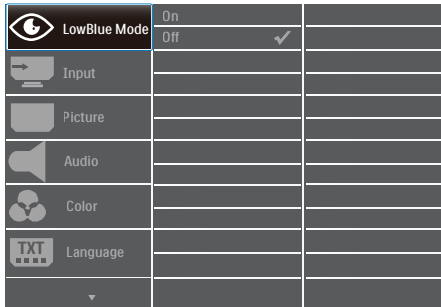 LowBlue Mode
On
Off
Input
Picture
Audio
Color
TXT
Language